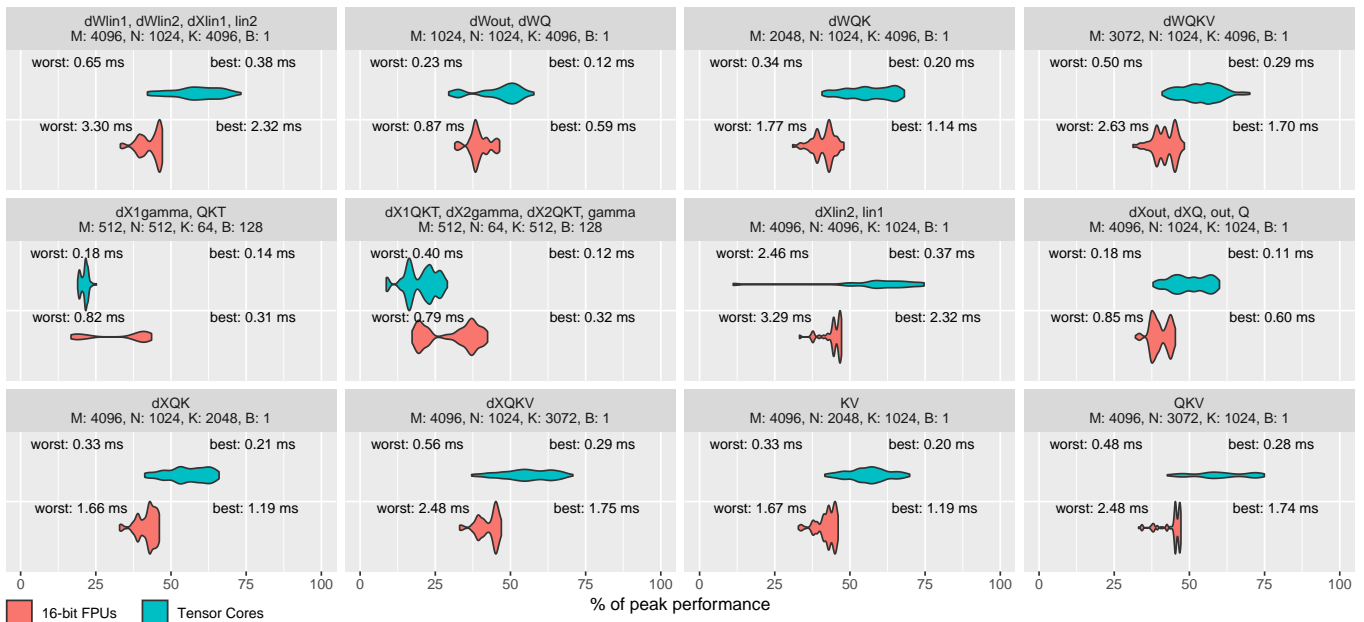 dWlin1, dWlin2, dXlin1, lin2
M: 4096, N: 1024, K: 4096, B: 1
worst: 0.65 ms best: 0.38 ms
worst: 3.30 ms best: 2.32 ms
dWout, dWQ
M: 1024, N: 1024, K: 4096, B: 1
worst: 0.23 ms best: 0.12 ms
worst: 0.87 ms best: 0.59 ms
dWQK
M: 2048, N: 1024, K: 4096, B: 1
worst: 0.34 ms best: 0.20 ms
worst: 1.77 ms best: 1.14 ms
dWQKV
M: 3072, N: 1024, K: 4096, B: 1
worst: 0.50 ms best: 0.29 ms
worst: 2.63 ms best: 1.70 ms
dX1gamma, QKT
M: 512, N: 512, K: 64, B: 128
worst: 0.18 ms best: 0.14 ms
worst: 0.82 ms best: 0.31 ms
dX1QKT, dX2gamma, dX2QKT, gamma
M: 512, N: 64, K: 512, B: 128
worst: 0.40 ms best: 0.12 ms
worst: 0.79 ms best: 0.32 ms
dXlin2, lin1
M: 4096, N: 4096, K: 1024, B: 1
worst: 2.46 ms best: 0.37 ms
worst: 3.29 ms best: 2.32 ms
dXout, dXQ, out, Q
M: 4096, N: 1024, K: 1024, B: 1
worst: 0.18 ms best: 0.11 ms
worst: 0.85 ms best: 0.60 ms
dXQK
M: 4096, N: 1024, K: 2048, B: 1
worst: 0.33 ms best: 0.21 ms
worst: 1.66 ms best: 1.19 ms
dXQKV
M: 4096, N: 1024, K: 3072, B: 1
worst: 0.56 ms best: 0.29 ms
worst: 2.48 ms best: 1.75 ms
KV
M: 4096, N: 2048, K: 1024, B: 1
worst: 0.33 ms best: 0.20 ms
worst: 1.67 ms best: 1.19 ms
QKV
M: 4096, N: 3072, K: 1024, B: 1
worst: 0.48 ms best: 0.28 ms
worst: 2.48 ms best: 1.74 ms
0 25 50 75 100 0 25 50 75 100 0 25 50 75 100 0 25 50 75 100
% of peak performance
16-bit FPUs Tensor Cores